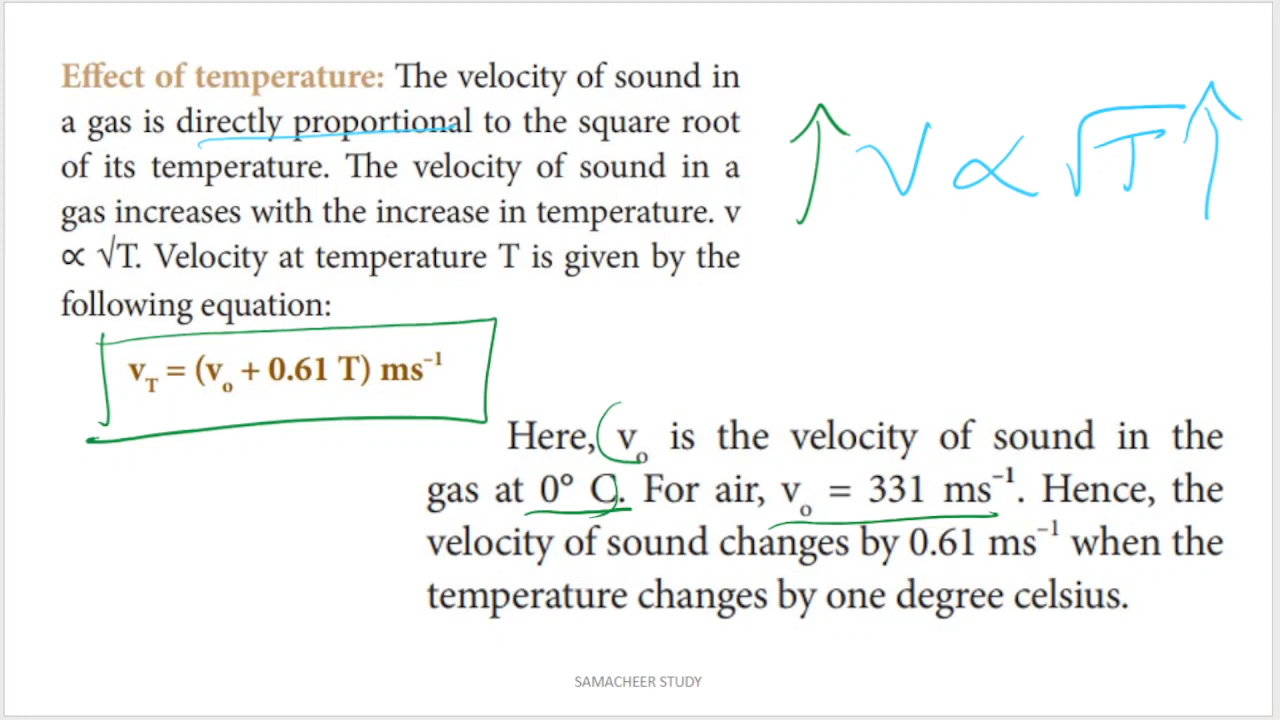 Effect of temperature: The velocity of sound in
a gas is directly proportional to the square root
of its temperature. The velocity of sound in a
gas increases with the increase in temperature. v
∝ √T. Velocity at temperature T is given by the
following equation:
v_T = (v_o + 0.61 T) ms⁻¹
↑ V ∝ √T ↑
Here, v_o is the velocity of sound in the
gas at 0° C. For air, v_o = 331 ms⁻¹. Hence, the
velocity of sound changes by 0.61 ms⁻¹ when the
temperature changes by one degree celsius.
SAMACHEER STUDY